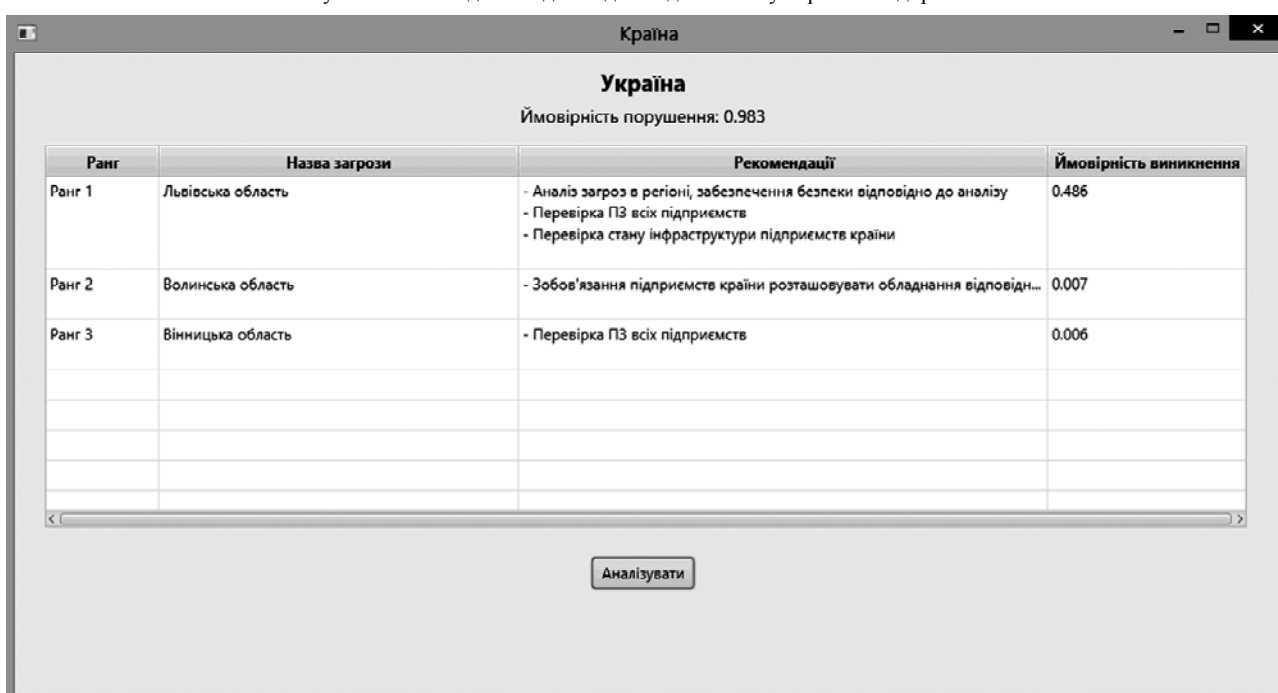 Країна
Україна
Ймовірність порушення: 0.983
Ранг Назва загрози Рекомендації Ймовірність виникнення
Ранг 1 Львівська область - Аналіз загроз в регіоні, забезпечення безпеки відповідно до аналізу 0.486
- Перевірка ПЗ всіх підприємств
- Перевірка стану інфраструктури підприємств країни
Ранг 2 Волинська область - Зобов'язання підприємств країни розташовувати обладнання відповідн... 0.007
Ранг 3 Вінницька область - Перевірка ПЗ всіх підприємств 0.006
Аналізувати